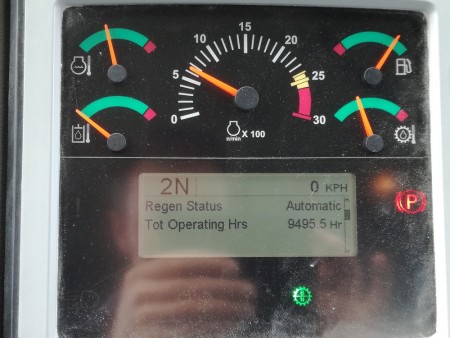 10
15
20
5
25
0
30
n/min
X 100
2N
0 KPH
Regen Status Automatic
Tot Operating Hrs 9495.5 Hr
P